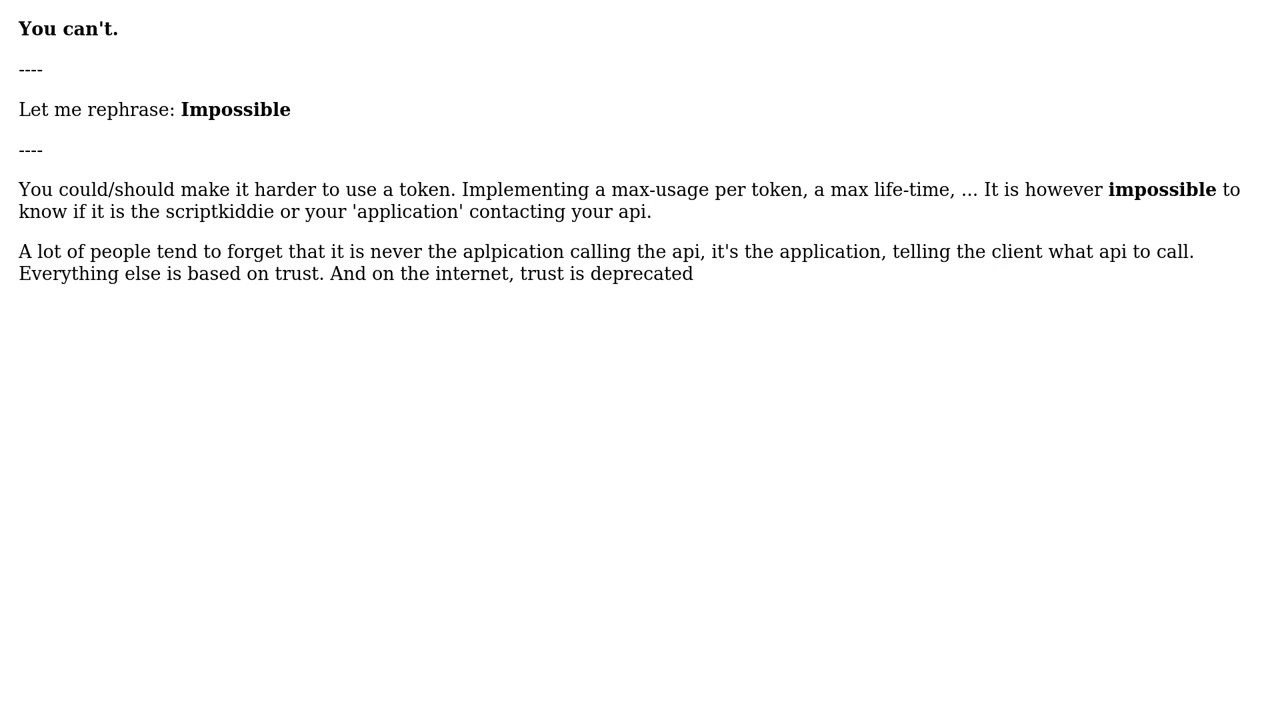 You can't.
----
Let me rephrase: Impossible
----
You could/should make it harder to use a token. Implementing a max-usage per token, a max life-time, ... It is however impossible to
know if it is the scriptkiddie or your 'application' contacting your api.
A lot of people tend to forget that it is never the aplpication calling the api, it's the application, telling the client what api to call.
Everything else is based on trust. And on the internet, trust is deprecated